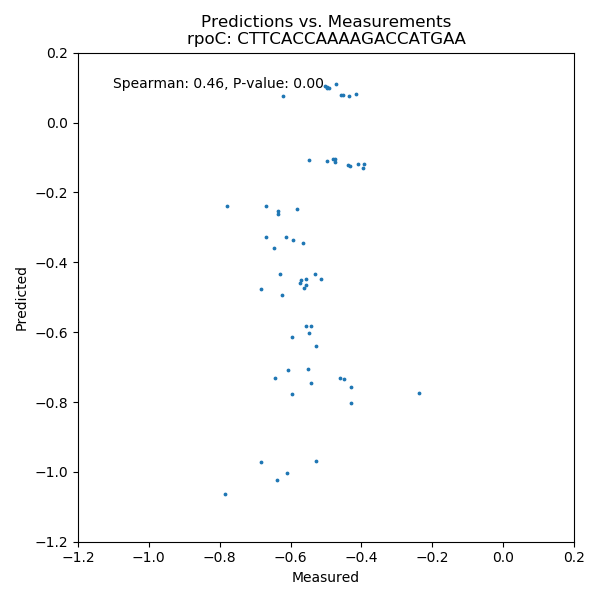 Predictions vs. Measurements
rpoC: CTTCACCAAAAGACCATGAA
Spearman: 0.46, P-value: 0.00
0.2
0.0
−0.2
−0.4
−0.6
−0.8
−1.0
−1.2
Predicted
−1.2 −1.0 −0.8 −0.6 −0.4 −0.2 0.0 0.2
Measured